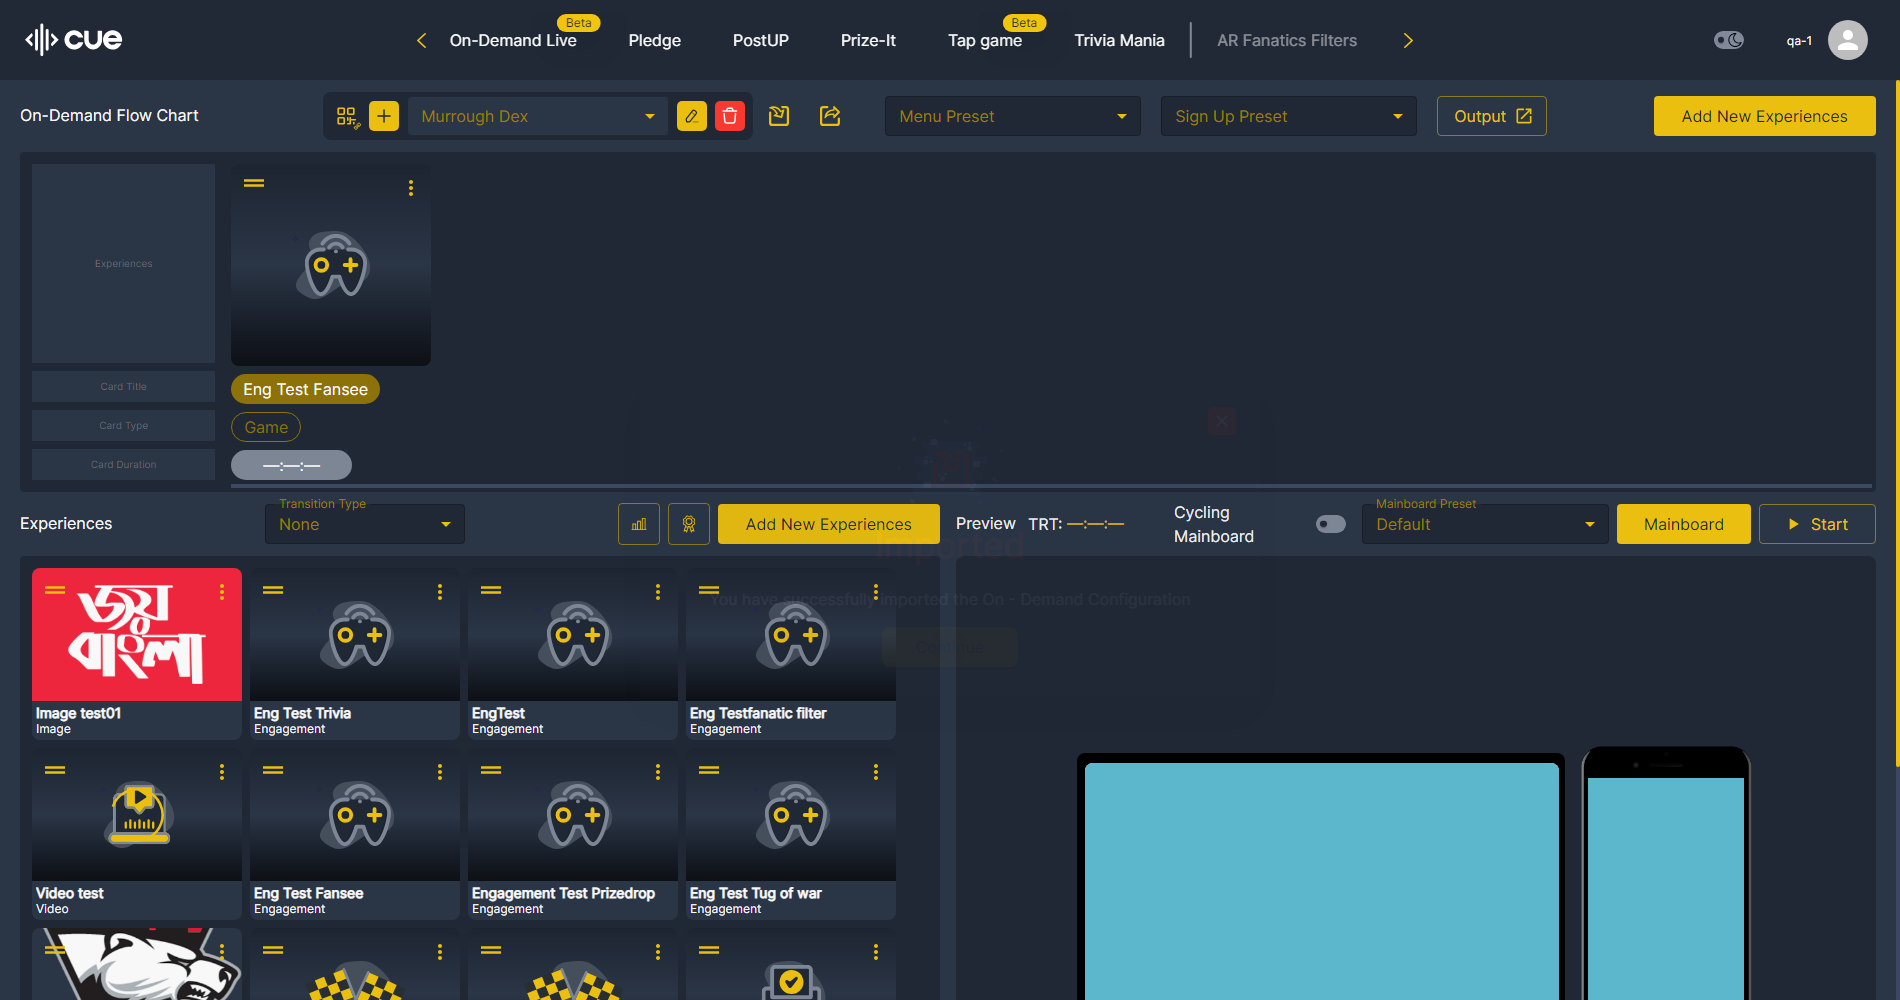 cue
On-Demand Live
Beta
Pledge
PostUP
Prize-It
Tap game
Beta
Trivia Mania
AR Fanatics Filters
qa-1
On-Demand Flow Chart
Murrough Dex
Menu Preset
Sign Up Preset
Output
Add New Experiences
Experiences
Card Title
Card Type
Card Duration
Eng Test Fansee
Game
—:—:—
Imported
You have successfully imported the On - Demand Configuration
Continue
Experiences
Transition Type
None
Add New Experiences
Preview
TRT: —:—:—
Cycling
Mainboard
Mainboard Preset
Default
Mainboard
Start
জয়
বাংলা
Image test01
Image
Eng Test Trivia
Engagement
EngTest
Engagement
Eng Testfanatic filter
Engagement
Video test
Video
Eng Test Fansee
Engagement
Engagement Test Prizedrop
Engagement
Eng Test Tug of war
Engagement